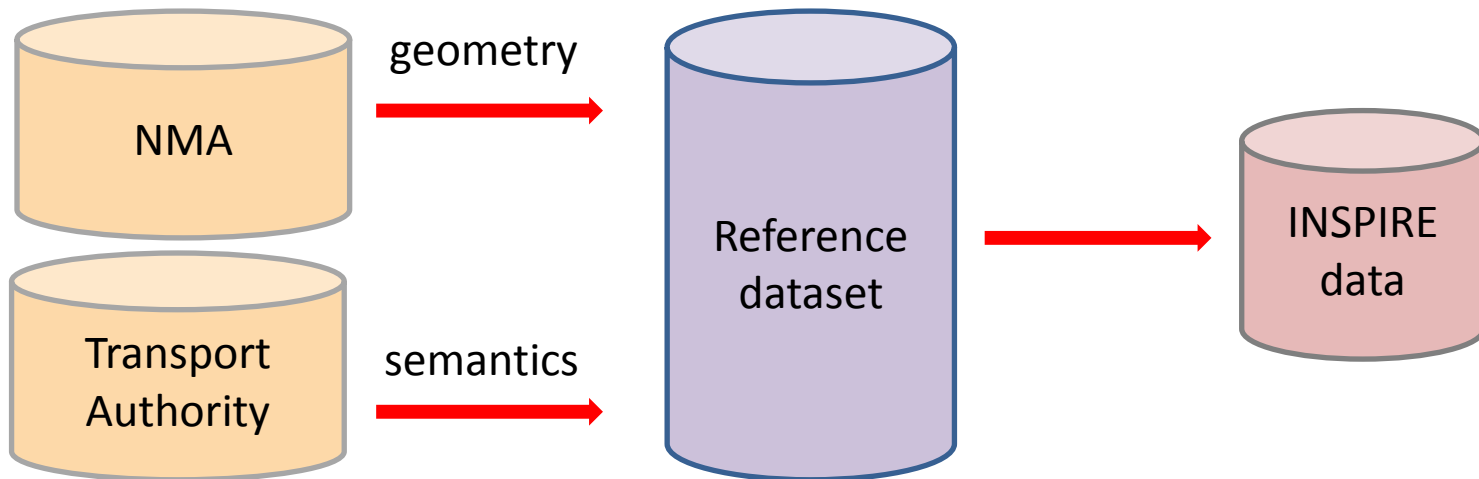 geometry
NMA
Reference
dataset
INSPIRE
data
Transport
Authority
semantics